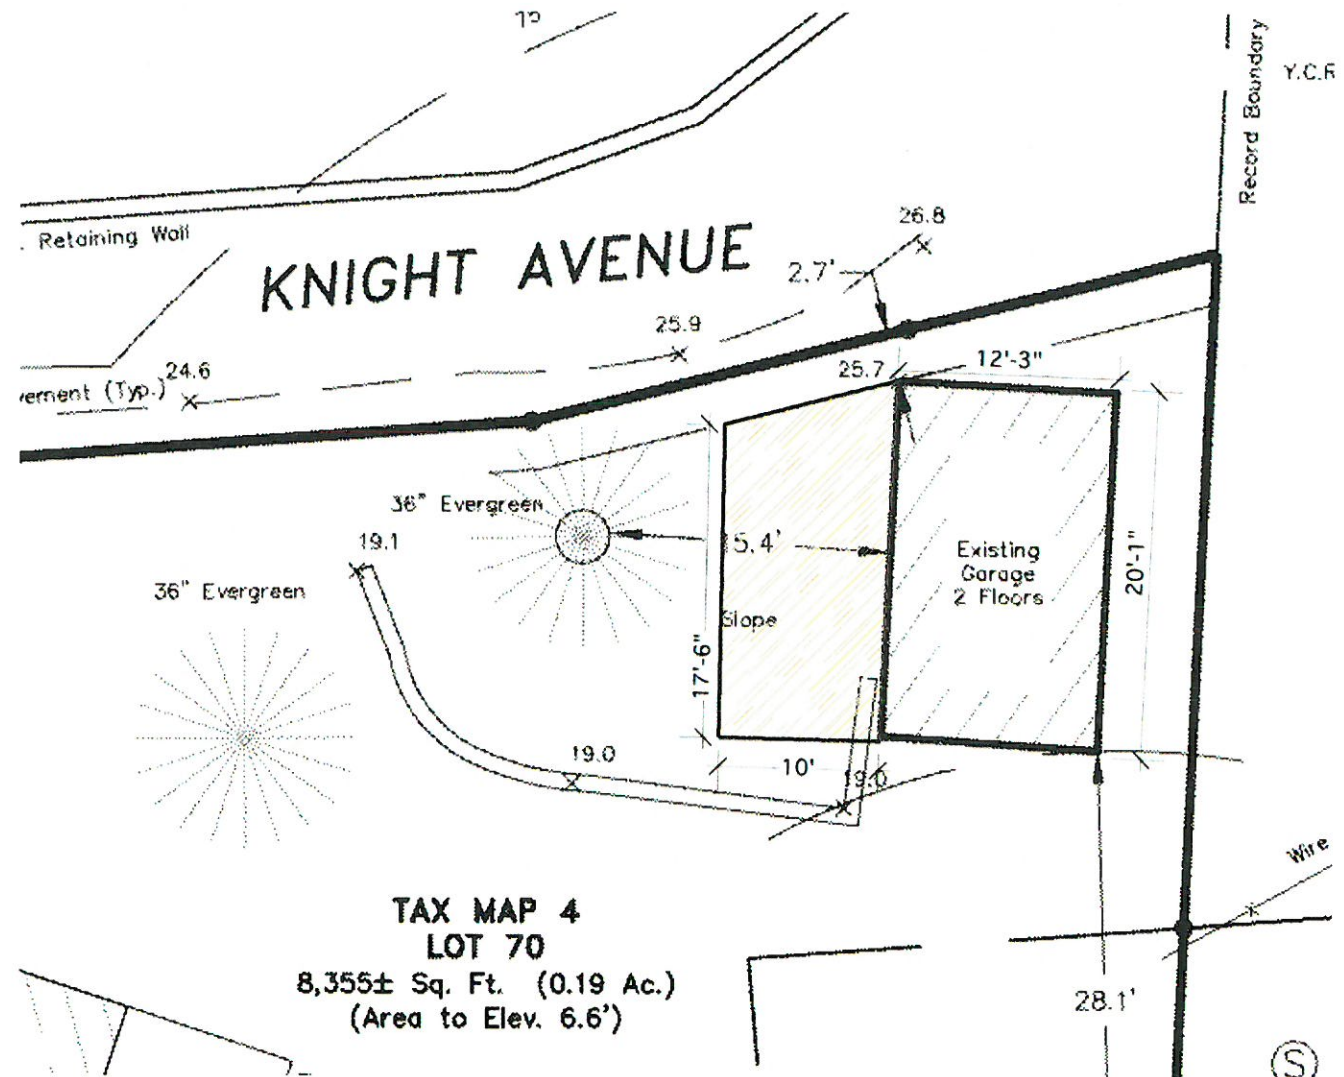 Record Boundary
Y.C.R
. Retaining Wall
KNIGHT AVENUE
26.8
2.7'
25.9
24.6
vement (Typ.)
25.7
12'-3"
36" Evergreen
19.1
5.4'
Existing
Garage
2 Floors
20'-1"
36" Evergreen
Slope
17'-6"
19.0
10'
19.0
Wire
TAX MAP 4
LOT 70
8,355± Sq. Ft. (0.19 Ac.)
(Area to Elev. 6.6')
28.1'
S